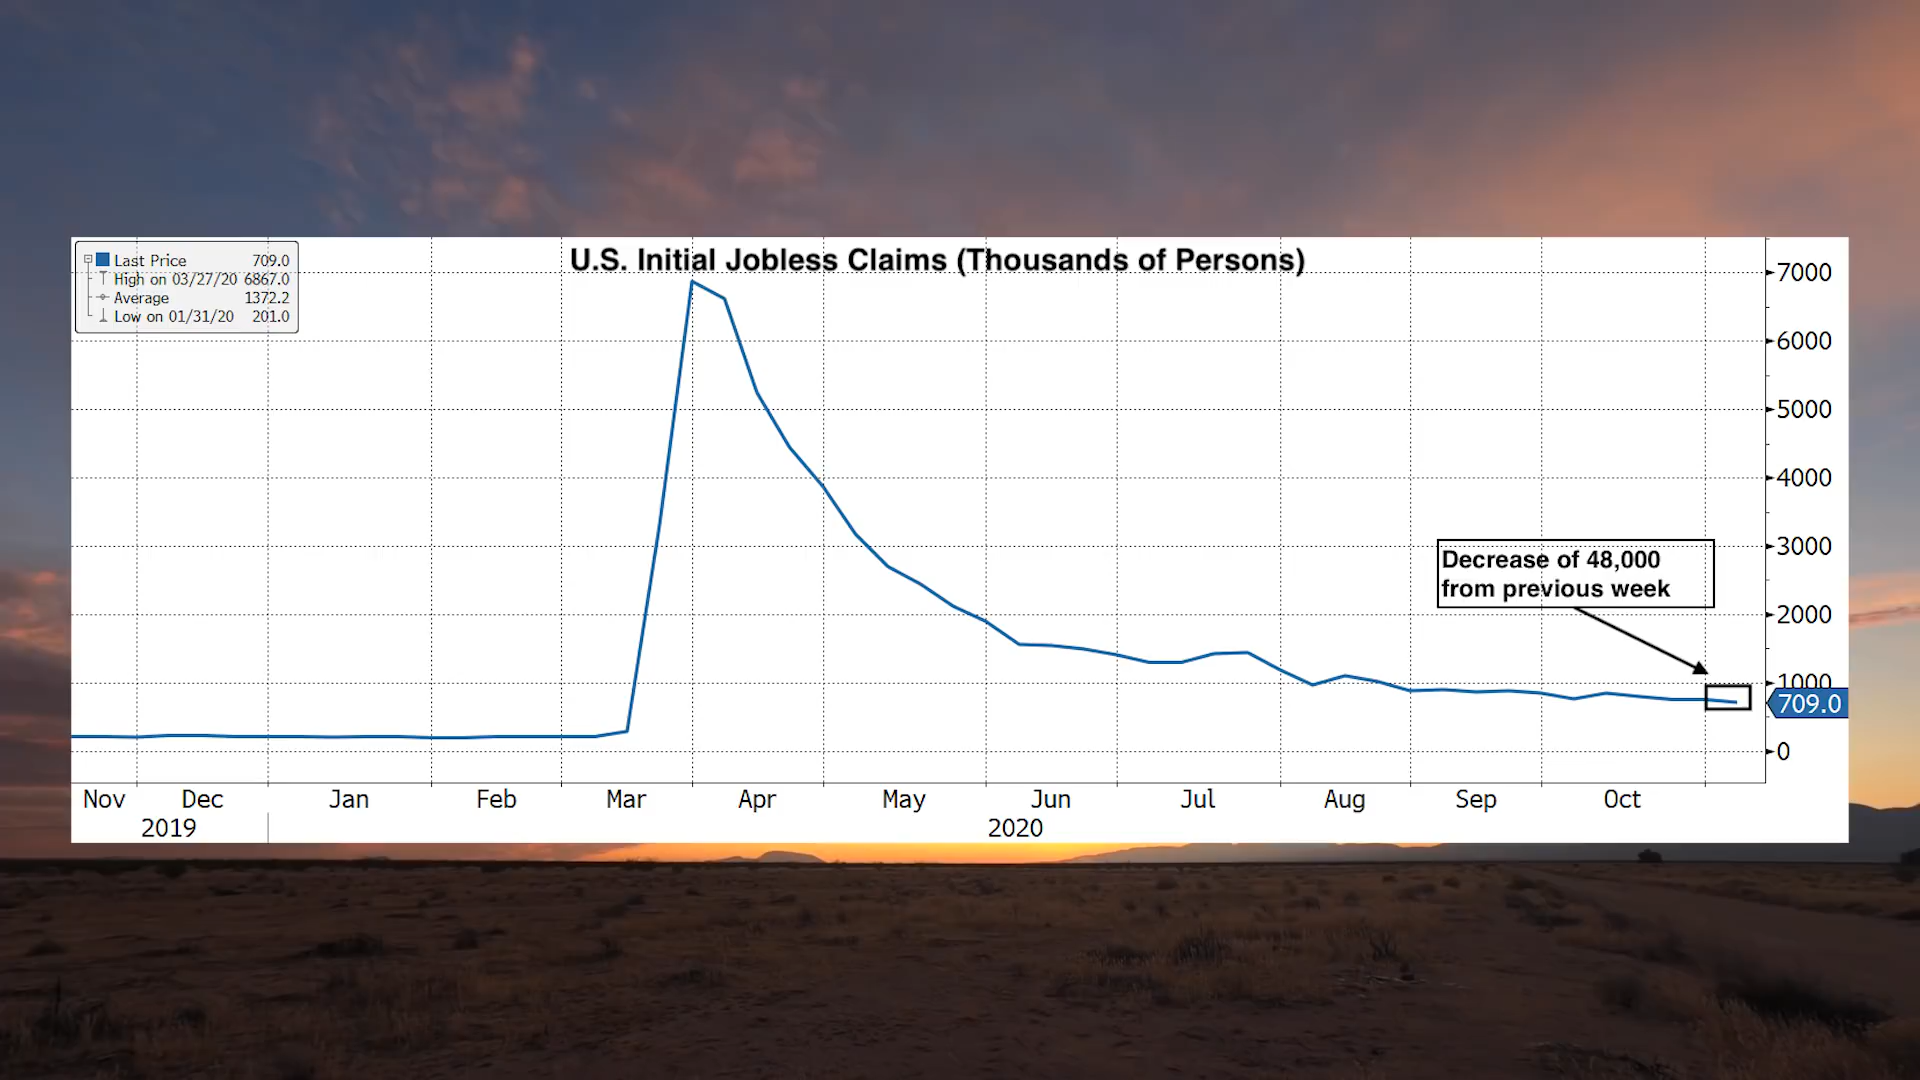 U.S. Initial Jobless Claims (Thousands of Persons)
Last Price 709.0
High on 03/27/20 6867.0
Average 1372.2
Low on 01/31/20 201.0
7000
6000
5000
4000
3000
2000
1000
709.0
0
Decrease of 48,000
from previous week
Nov Dec Jan Feb Mar Apr May Jun Jul Aug Sep Oct
2019 2020